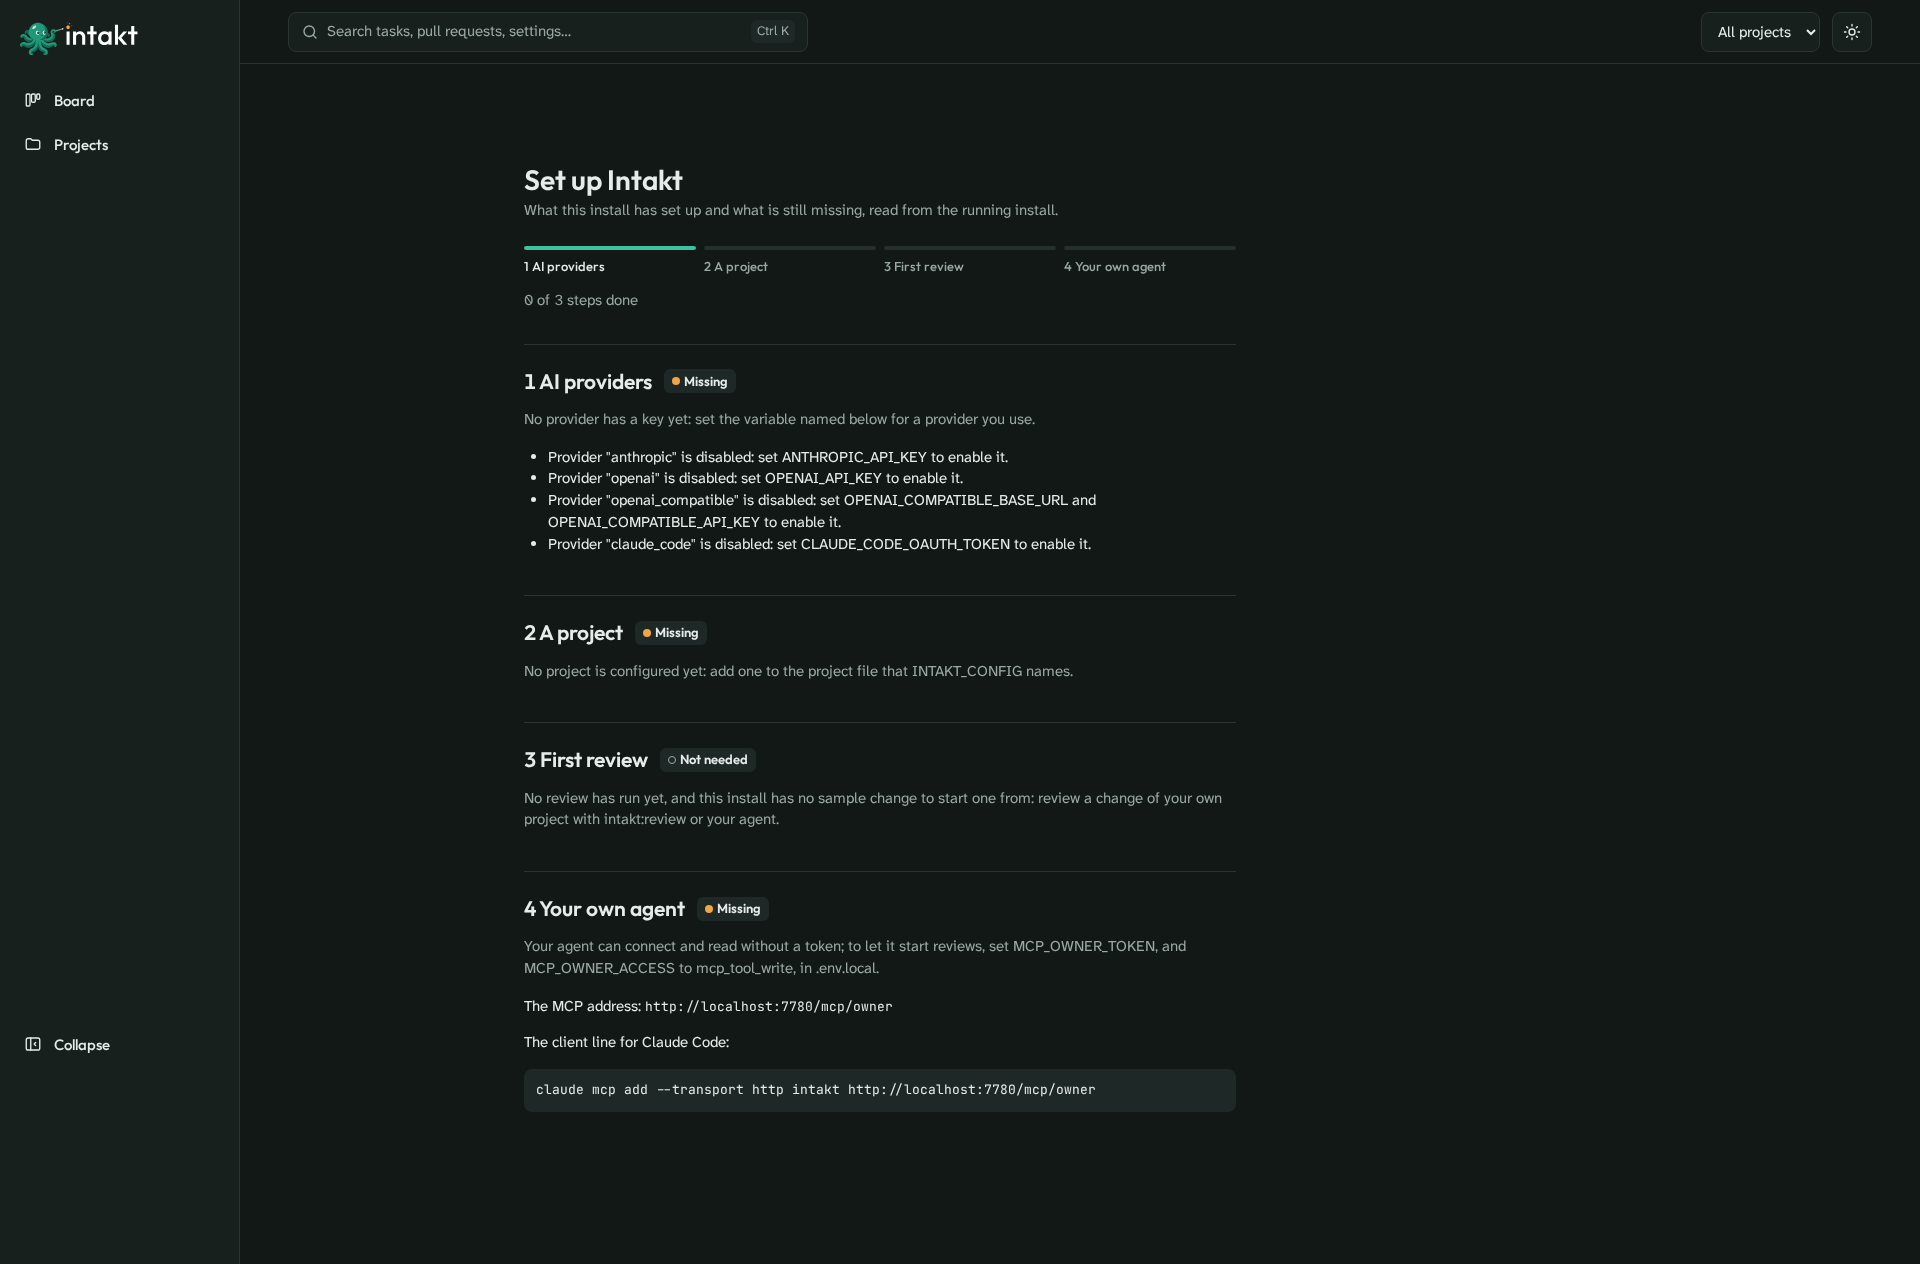 intakt
Search tasks, pull requests, settings...
Ctrl K
All projects
Board
Projects
Collapse
Set up Intakt
What this install has set up and what is still missing, read from the running install.
1 AI providers
2 A project
3 First review
4 Your own agent
0 of 3 steps done
1 AI providers
Missing
No provider has a key yet: set the variable named below for a provider you use.
Provider "anthropic" is disabled: set ANTHROPIC_API_KEY to enable it.
Provider "openai" is disabled: set OPENAI_API_KEY to enable it.
Provider "openai_compatible" is disabled: set OPENAI_COMPATIBLE_BASE_URL and
OPENAI_COMPATIBLE_API_KEY to enable it.
Provider "claude_code" is disabled: set CLAUDE_CODE_OAUTH_TOKEN to enable it.
2 A project
Missing
No project is configured yet: add one to the project file that INTAKT_CONFIG names.
3 First review
Not needed
No review has run yet, and this install has no sample change to start one from: review a change of your own
project with intakt:review or your agent.
4 Your own agent
Missing
Your agent can connect and read without a token; to let it start reviews, set MCP_OWNER_TOKEN, and
MCP_OWNER_ACCESS to mcp_tool_write, in .env.local.
The MCP address: http://localhost:7780/mcp/owner
The client line for Claude Code:
claude mcp add --transport http intakt http://localhost:7780/mcp/owner